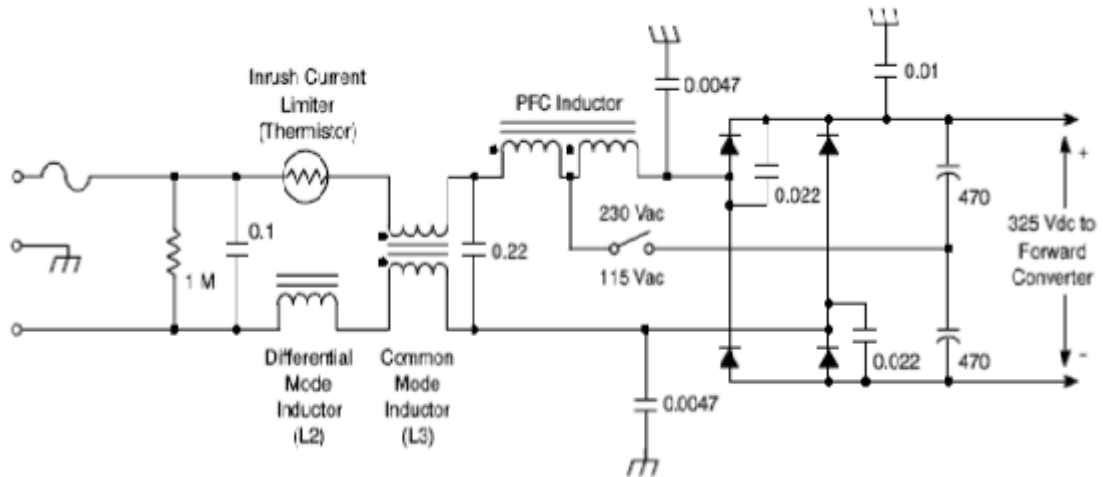 Inrush Current
Limiter
(Thermistor)
PFC Inductor
0.0047
0.01
0.022
470
+
230 Vac
115 Vac
325 Vdc to
Forward
Converter
0.1
1 M
0.22
Differential
Mode
Inductor
(L2)
Common
Mode
Inductor
(L3)
0.0047
0.022
470
-